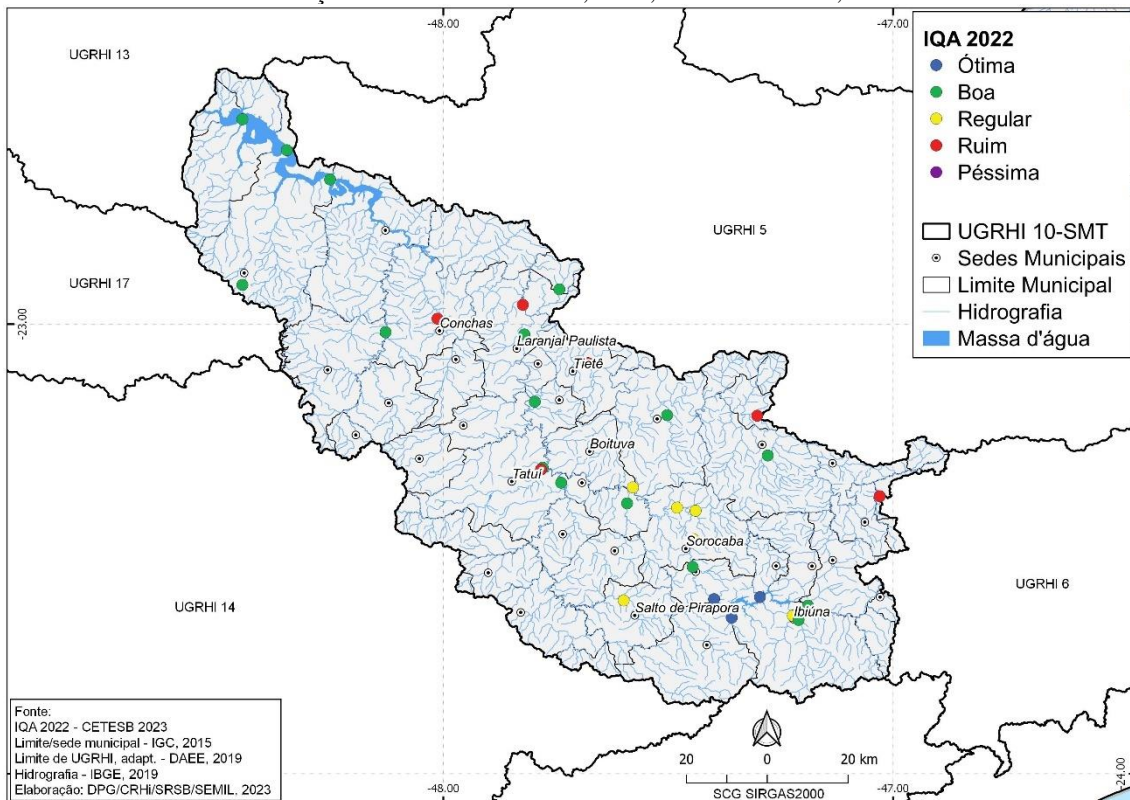 -48.00
-47.00
UGRHI 13
IQA 2022
Ótima
Boa
Regular
Ruim
Péssima
UGRHI 10-SMT
Sedes Municipais
Limite Municipal
Hidrografia
Massa d'água
UGRHI 5
UGRHI 17
-23.00
Conchas
Laranjal Paulista
Tietê
Boituva
Tatuí
Sorocaba
UGRHI 6
UGRHI 14
Salto de Pirapora
Ibiúna
Fonte:
IQA 2022 - CETESB 2023
Limite/sede municipal - IGC, 2015
Limite de UGRHI, adapt. - DAEE, 2019
Hidrografia - IBGE, 2019
Elaboração: DPG/CRHi/SRSB/SEMIL, 2023
20 0 20 km
SCG SIRGAS2000
-48.00
-47.00
-24.00